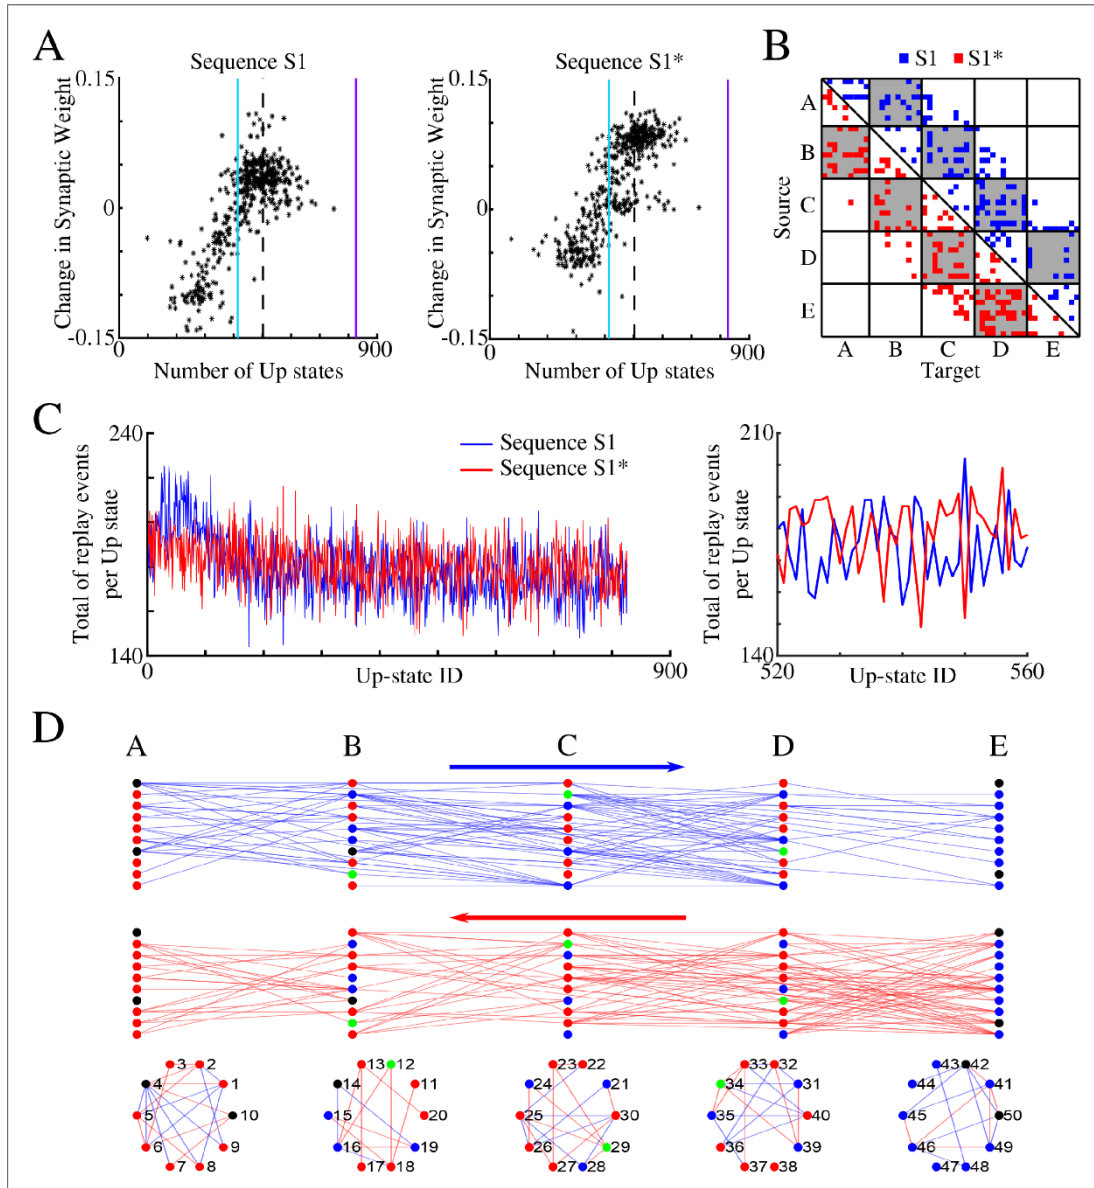 A
Sequence S1
Sequence S1*
B
S1 S1*
0.15
0
-0.15
Change in Synaptic Weight
0 900
Number of Up states
0.15
0
-0.15
Change in Synaptic Weight
0 900
Number of Up states
A
B
C
D
E
Source
A B C D E
Target
C
240
140
Total of replay events
per Up state
Sequence S1
Sequence S1*
0 900
Up-state ID
210
140
Total of replay events
per Up state
520 560
Up-state ID
D
A B C D E
3 2 4 1 5 10 6 9 7 8
13 12 14 11 15 20 16 19 17 18
23 22 24 21 25 30 26 29 27 28
33 32 34 31 35 40 36 39 37 38
43 42 44 41 45 50 46 49 47 48